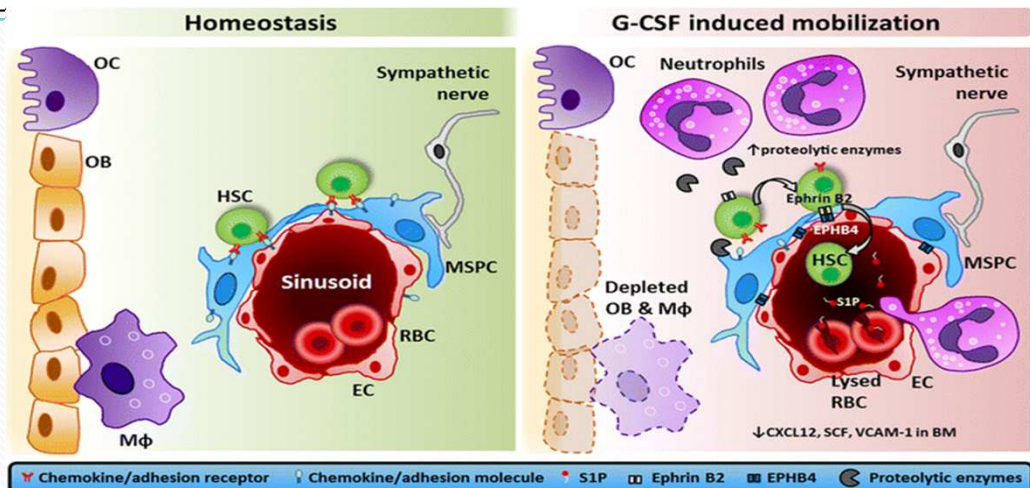 Homeostasis
OC
Sympathetic
nerve
OB
HSC
Sinusoid
MSPC
RBC
EC
Mφ
G-CSF induced mobilization
OC
Neutrophils
Sympathetic
nerve
↑proteolytic enzymes
Ephrin B2
EPHB4
HSC
MSPC
Depleted
OB & Mφ
S1P
Lysed
RBC
EC
↓CXCL12, SCF, VCAM-1 in BM
Chemokine/adhesion receptor Chemokine/adhesion molecule S1P Ephrin B2 EPHB4 Proteolytic enzymes